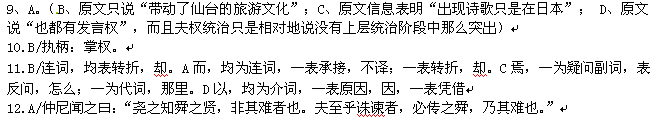 9、A。（.B、原文只说“带动了仙台的旅游文化”；C、原文信息表明“出现诗歌只是在日本”； D、原文
说“也都有发言权”，而且夫权统治只是相对地说没有上层统治阶段中那么突出）
10.B/执柄：掌权。
11.B/连词，均表转折，却。A而，均为连词，一表承接，不译；一表转折，却。C焉，一为疑问副词，表
反问，怎么；一为代词，那里。D以，均为介词，一表原因，因，一表凭借
12.A/仲尼闻之曰：“尧之知舜之贤，非其难者也。夫至乎诛谏者，必传之舜，乃其难也。”